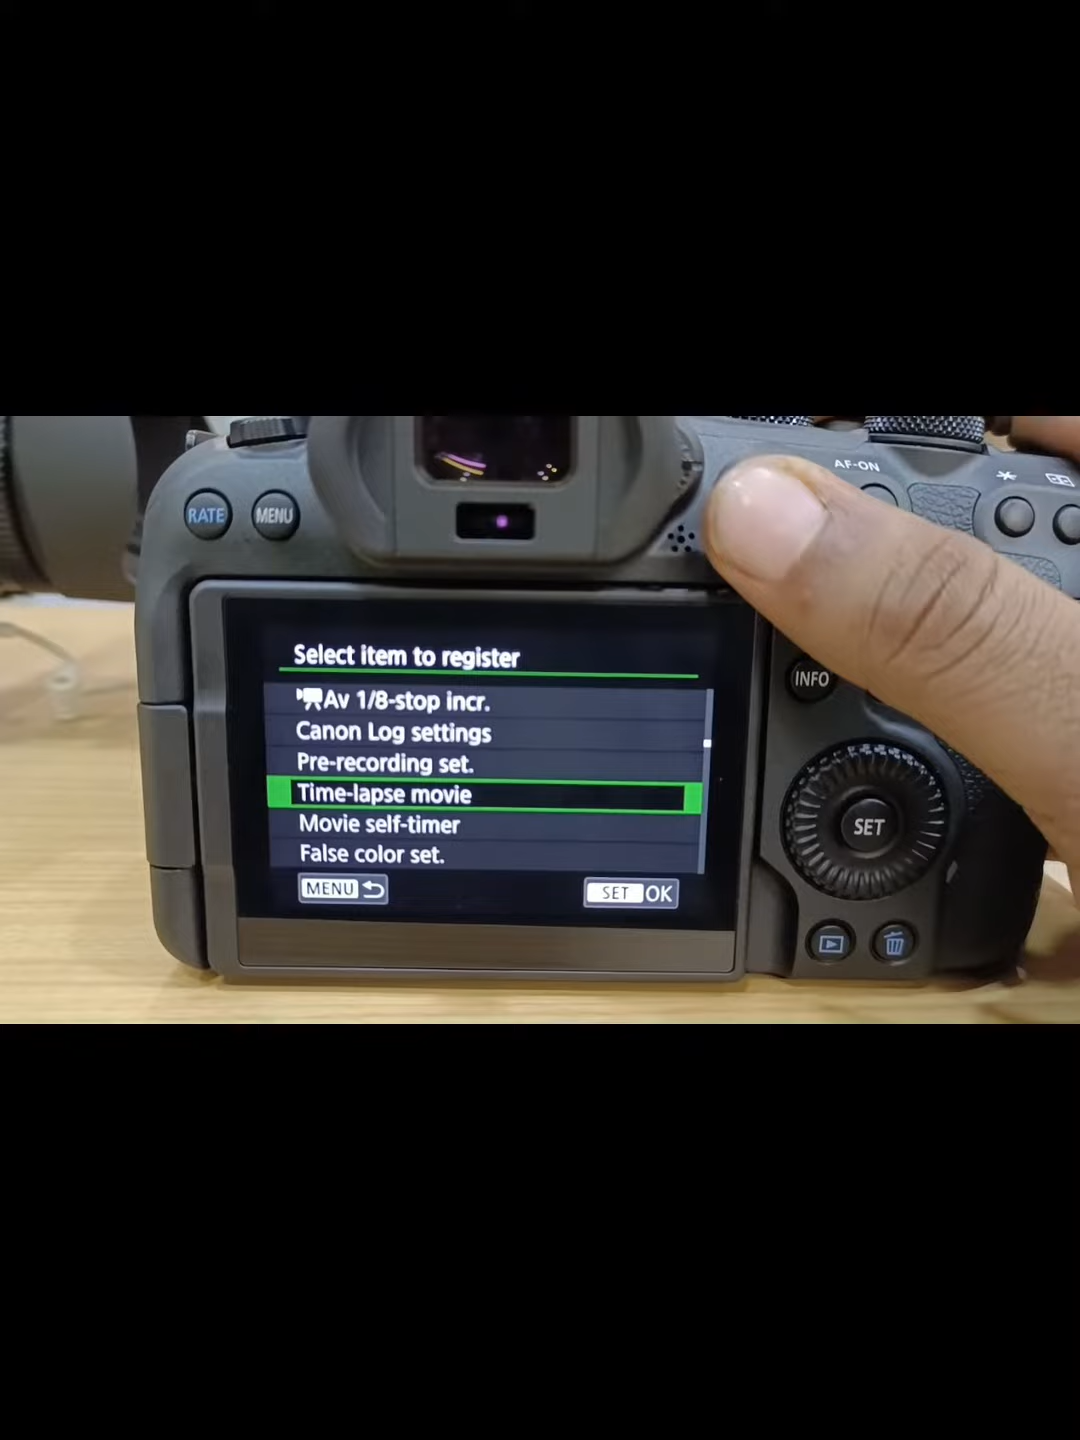 AF-ON
RATE MENU
INFO
Select item to register
Av 1/8-stop incr.
Canon Log settings
Pre-recording set.
Time-lapse movie
Movie self-timer
False color set.
MENU
SET OK
SET